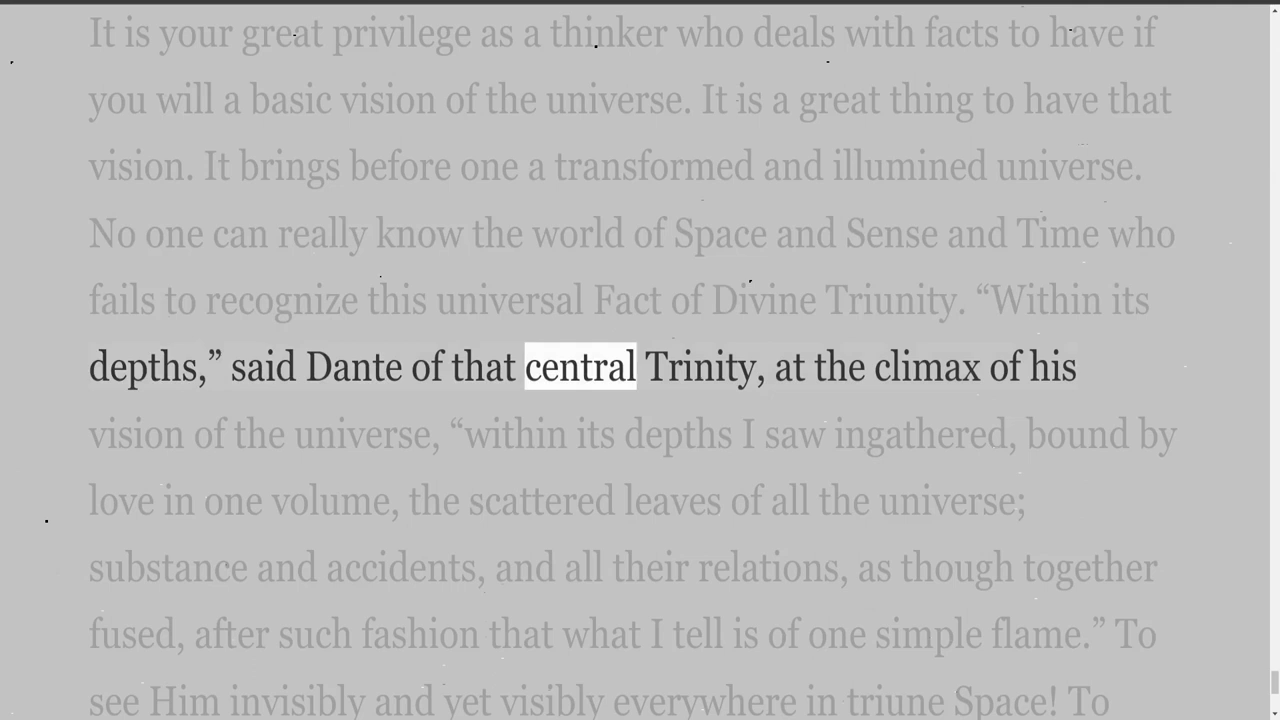 It is your great privilege as a thinker who deals with facts to have if
you will a basic vision of the universe. It is a great thing to have that
vision. It brings before one a transformed and illumined universe.
No one can really know the world of Space and Sense and Time who
fails to recognize this universal Fact of Divine Triunity. “Within its
depths,” said Dante of that central Trinity, at the climax of his
vision of the universe, “within its depths I saw ingathered, bound by
love in one volume, the scattered leaves of all the universe;
substance and accidents, and all their relations, as though together
fused, after such fashion that what I tell is of one simple flame.” To
see Him invisibly and yet visibly everywhere in triune Space! To